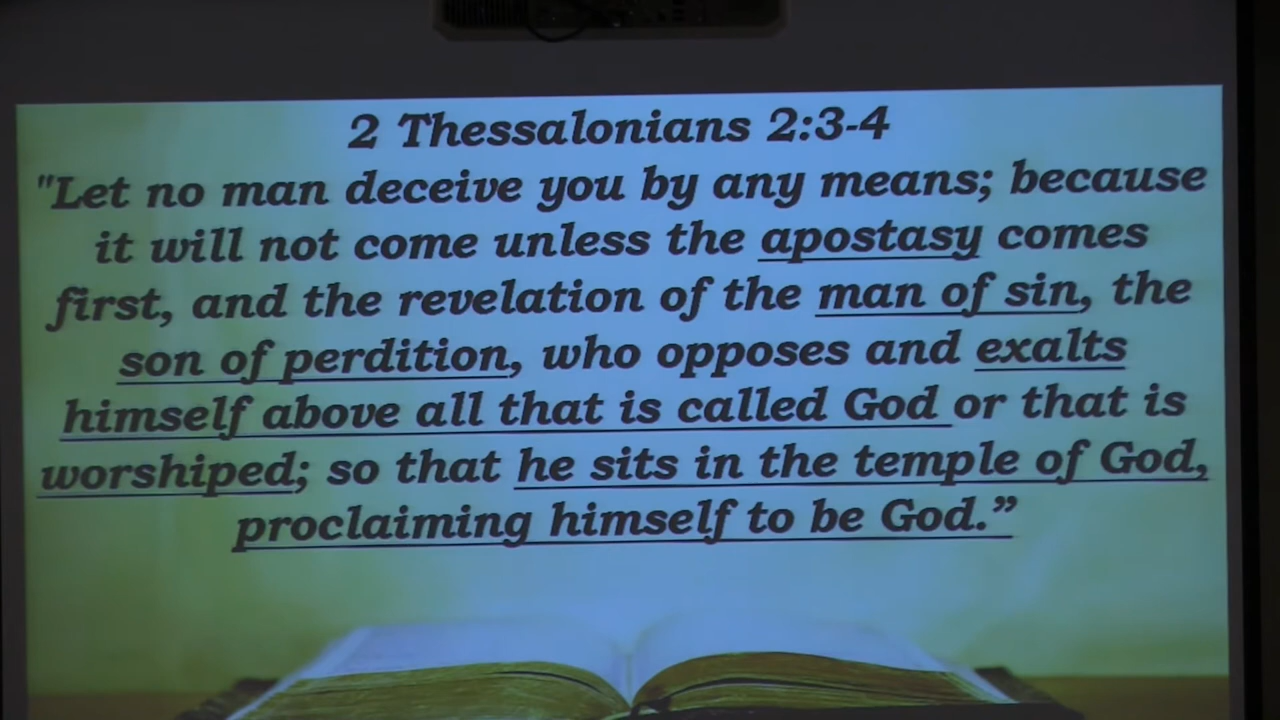 2 Thessalonians 2:3-4
"Let no man deceive you by any means; because
it will not come unless the apostasy comes
first, and the revelation of the man of sin, the
son of perdition, who opposes and exalts
himself above all that is called God or that is
worshiped; so that he sits in the temple of God,
proclaiming himself to be God.”